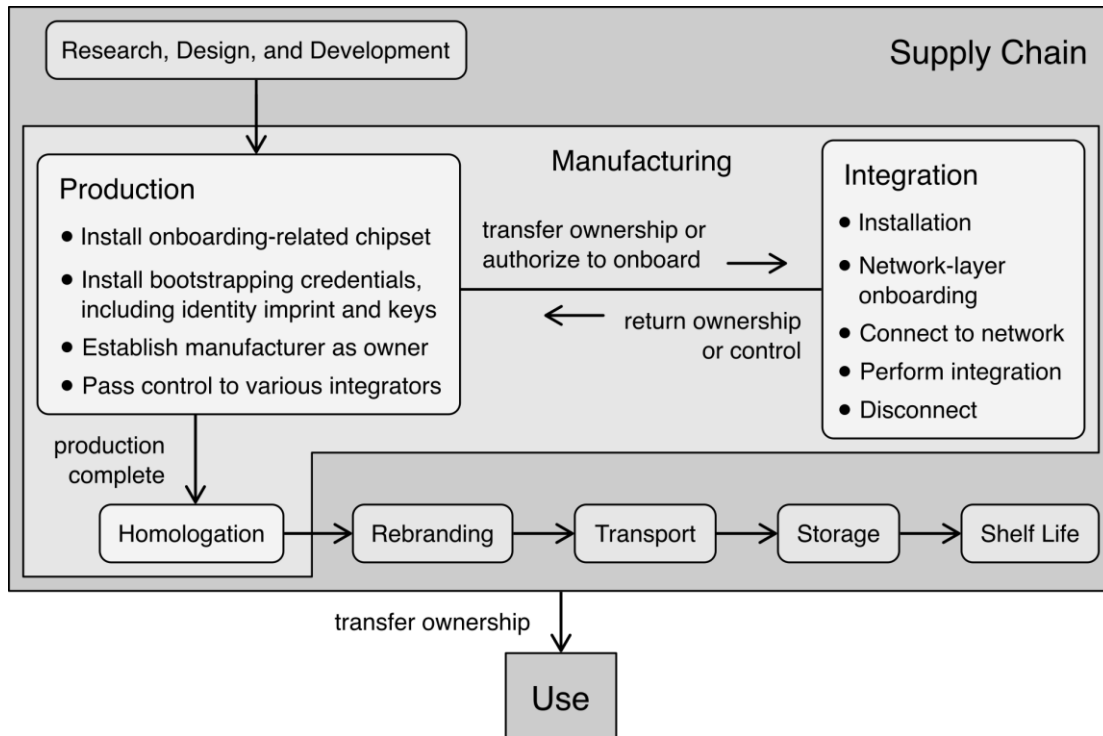 Research, Design, and Development
Supply Chain
Manufacturing
Production
● Install onboarding-related chipset
● Install bootstrapping credentials,
including identity imprint and keys
● Establish manufacturer as owner
● Pass control to various integrators
transfer ownership or
authorize to onboard
return ownership
or control
Integration
● Installation
● Network-layer
onboarding
● Connect to network
● Perform integration
● Disconnect
production
complete
Homologation
Rebranding
Transport
Storage
Shelf Life
transfer ownership
Use